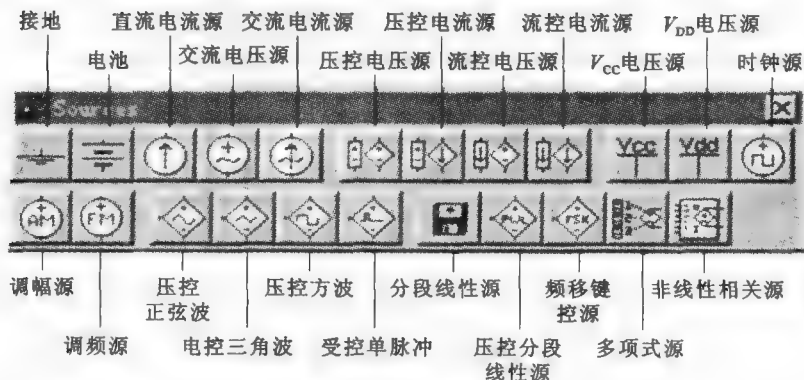 接地 直流电流源 交流电流源 压控电流源 流控电流源 VDD电压源
电池 交流电压源 压控电压源 流控电压源 VCC电压源 时钟源
Sources
Vcc Vdd
AM FM FSK
调幅源 压控正弦波 压控方波 分段线性源 频移键控源 非线性相关源
调频源 电控三角波 受控单脉冲 压控分段线性源 多项式源